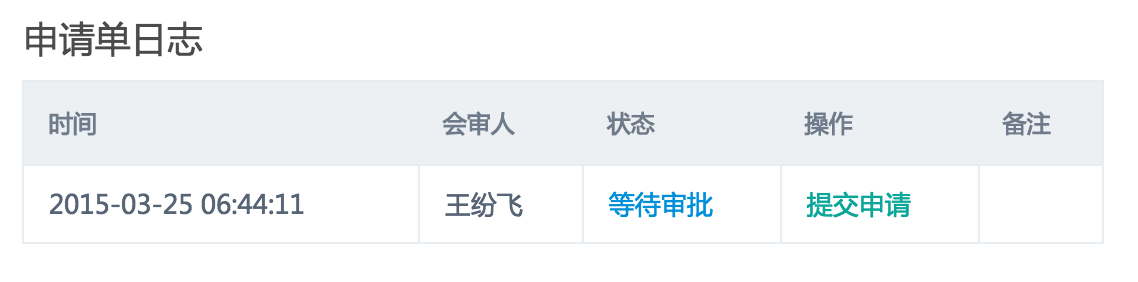 申请单日志
时间 会审人 状态 操作 备注
2015-03-25 06:44:11 王纷飞 等待审批 提交申请